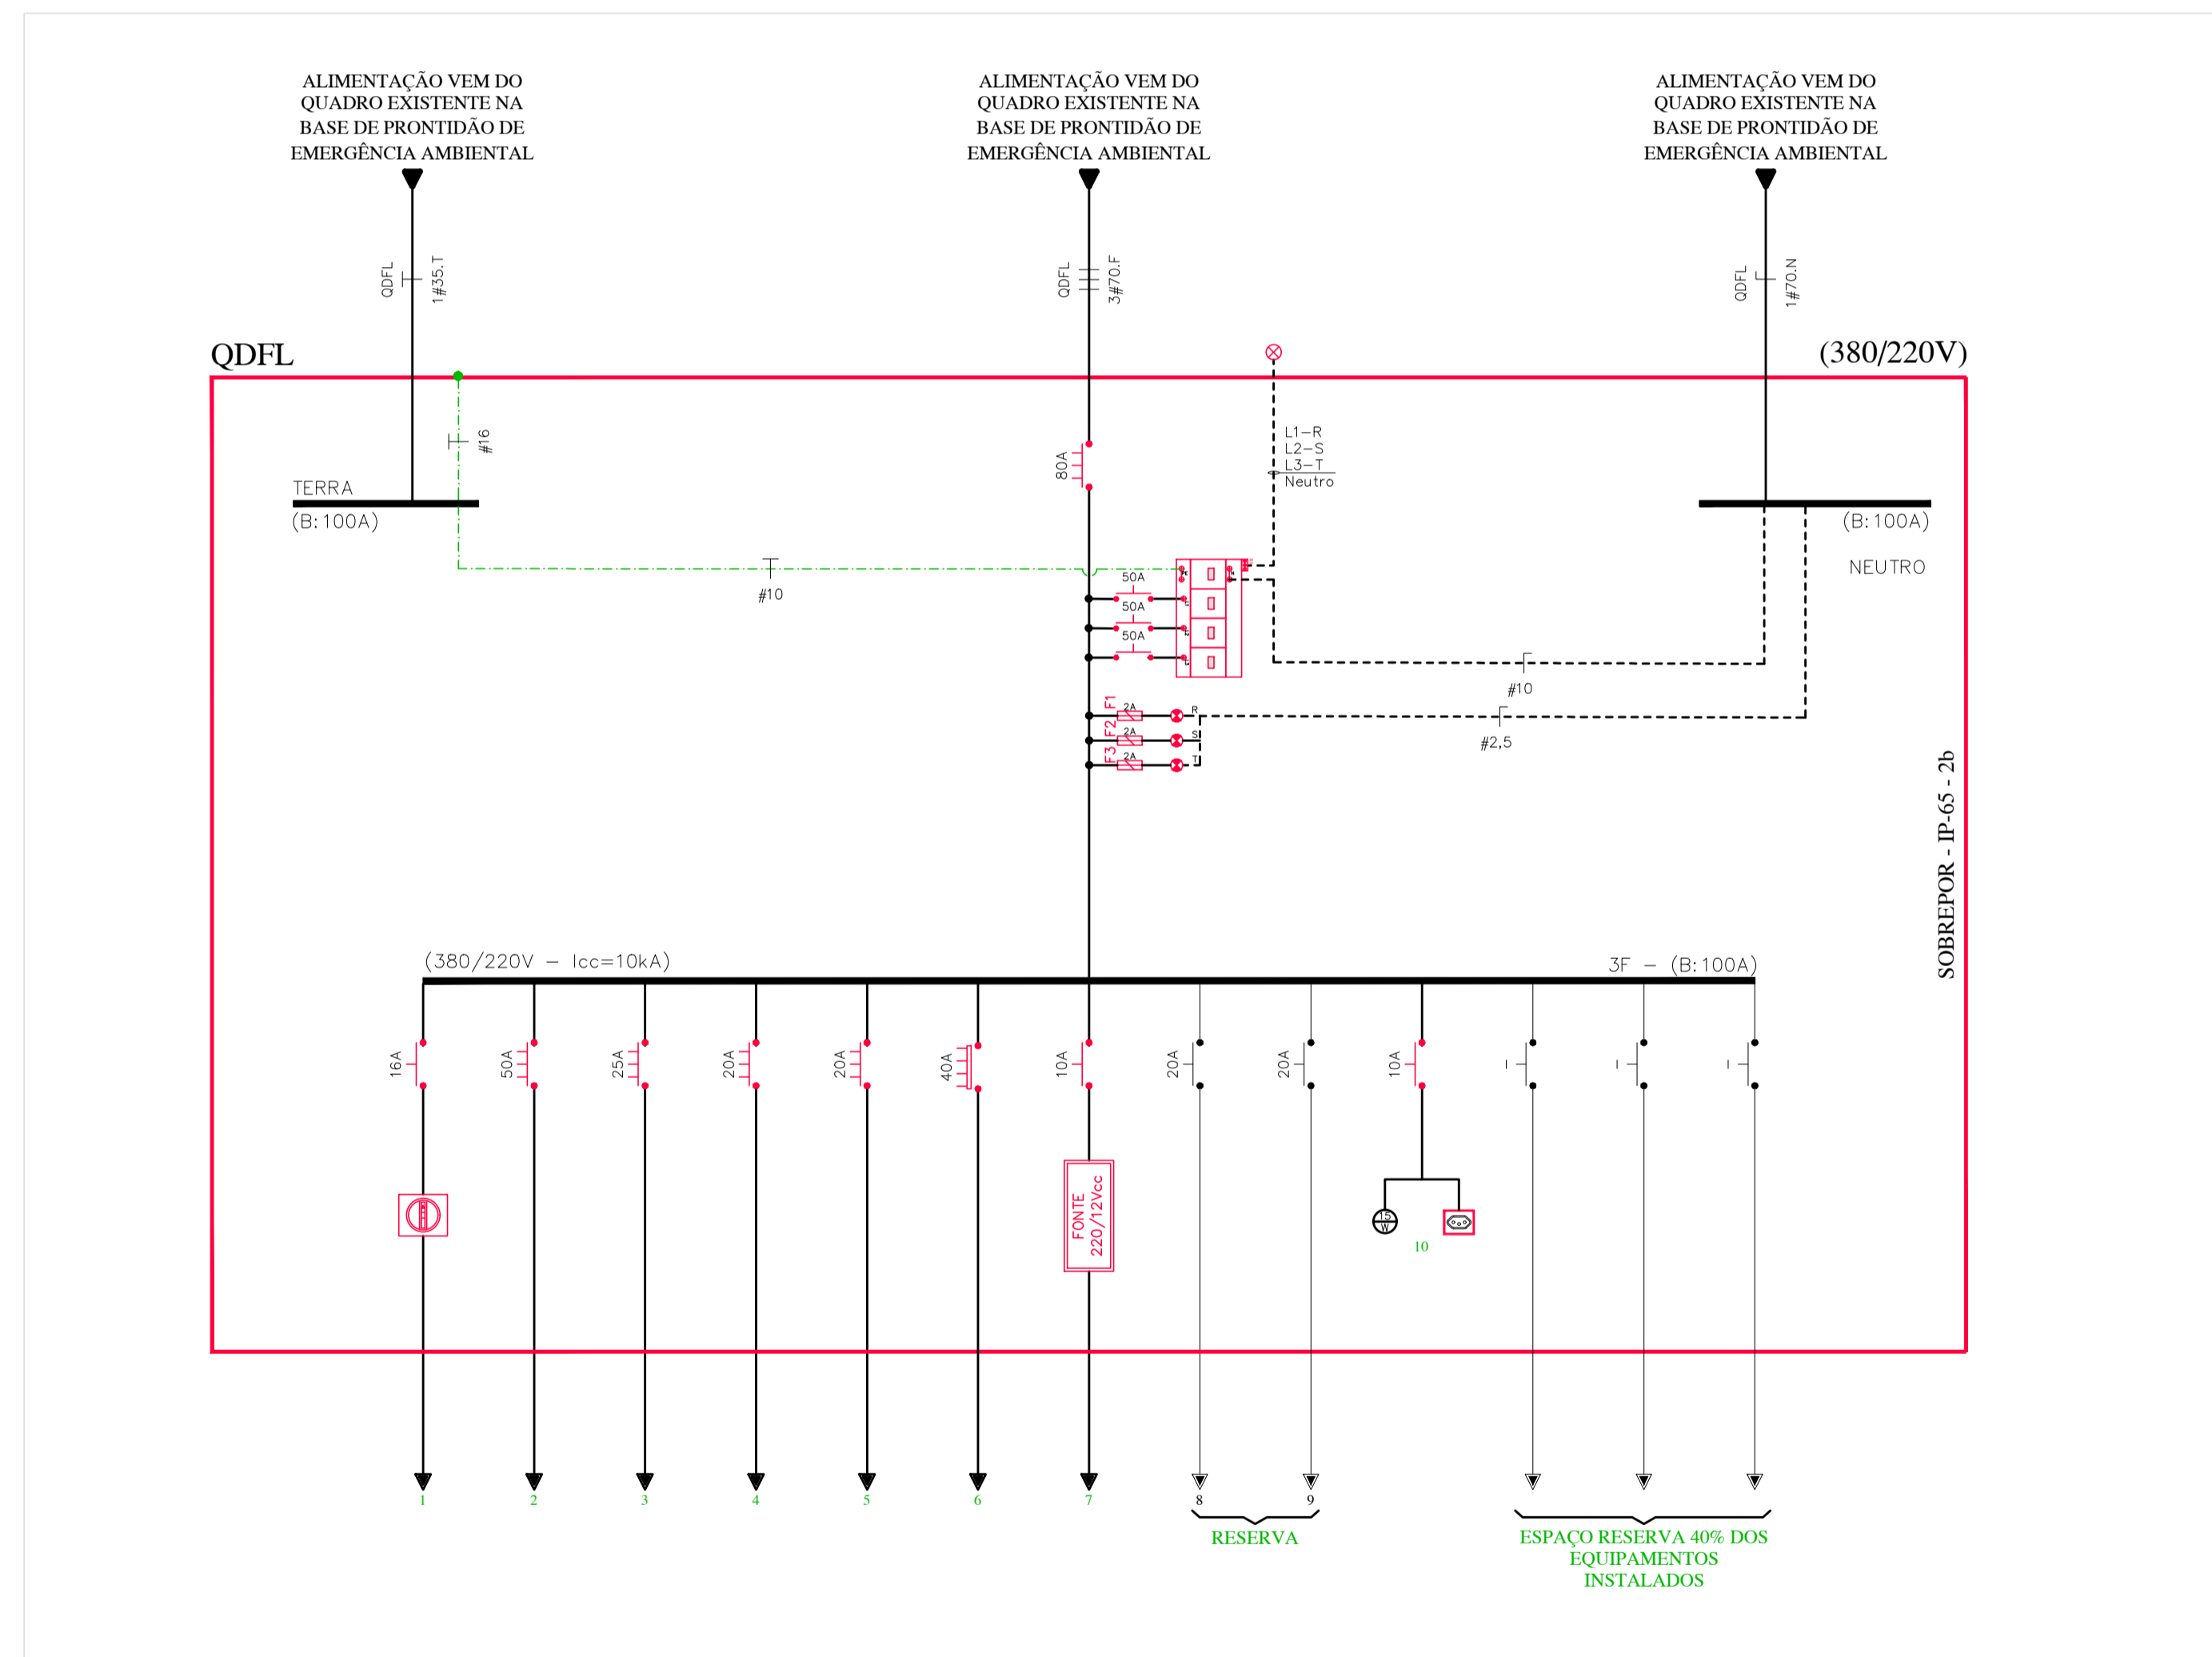 ALIMENTAÇÃO VEM DO
QUADRO EXISTENTE NA
BASE DE PRONTIDÃO DE
EMERGÊNCIA AMBIENTAL
ALIMENTAÇÃO VEM DO
QUADRO EXISTENTE NA
BASE DE PRONTIDÃO DE
EMERGÊNCIA AMBIENTAL
ALIMENTAÇÃO VEM DO
QUADRO EXISTENTE NA
BASE DE PRONTIDÃO DE
EMERGÊNCIA AMBIENTAL
QDFL
1#35.T
QDFL
3#70.F
QDFL
1#70.N
QDFL
(380/220V)
#16
80A
L1-R
L2-S
L3-T
Neutro
TERRA
(B:100A)
(B:100A)
NEUTRO
#10
50A
50A
50A
#10
F1
2A
R
F2
2A
S
F3
2A
T
#2,5
SOBREPOR - IP-65 - 2b
(380/220V - Icc=10kA)
3F - (B:100A)
16A
50A
25A
20A
20A
40A
10A
20A
20A
10A
-
-
-
FONTE
220/12Vcc
15
W
10
1
2
3
4
5
6
7
8
9
RESERVA
ESPAÇO RESERVA 40% DOS
EQUIPAMENTOS
INSTALADOS